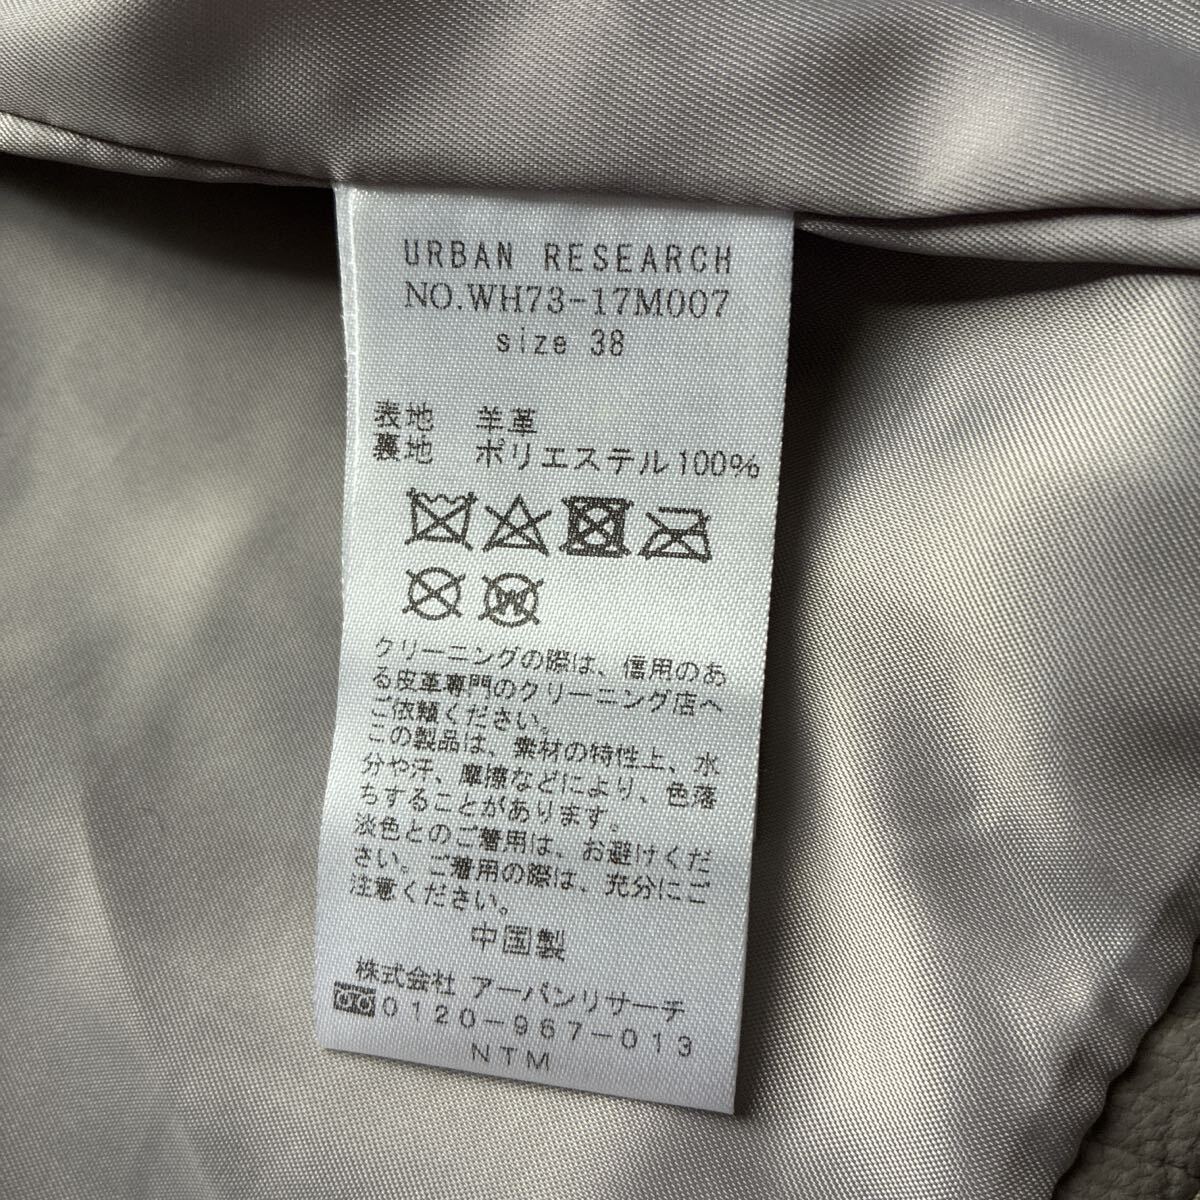 URBAN RESEARCH
NO.WH73-17M007
size 38
表地 羊革
裏地 ポリエステル100%
W
クリーニングの際は、信用のあ
る皮革専門のクリーニング店へ
ご依頼ください。
この製品は、素材の特性上、水
分や汗、摩擦などにより、色落
ちすることがあります。
淡色とのご着用は、お避けくだ
さい。ご着用の際は、充分にご
注意ください。
中国製
株式会社 アーバンリサーチ
0120-967-013
NTM